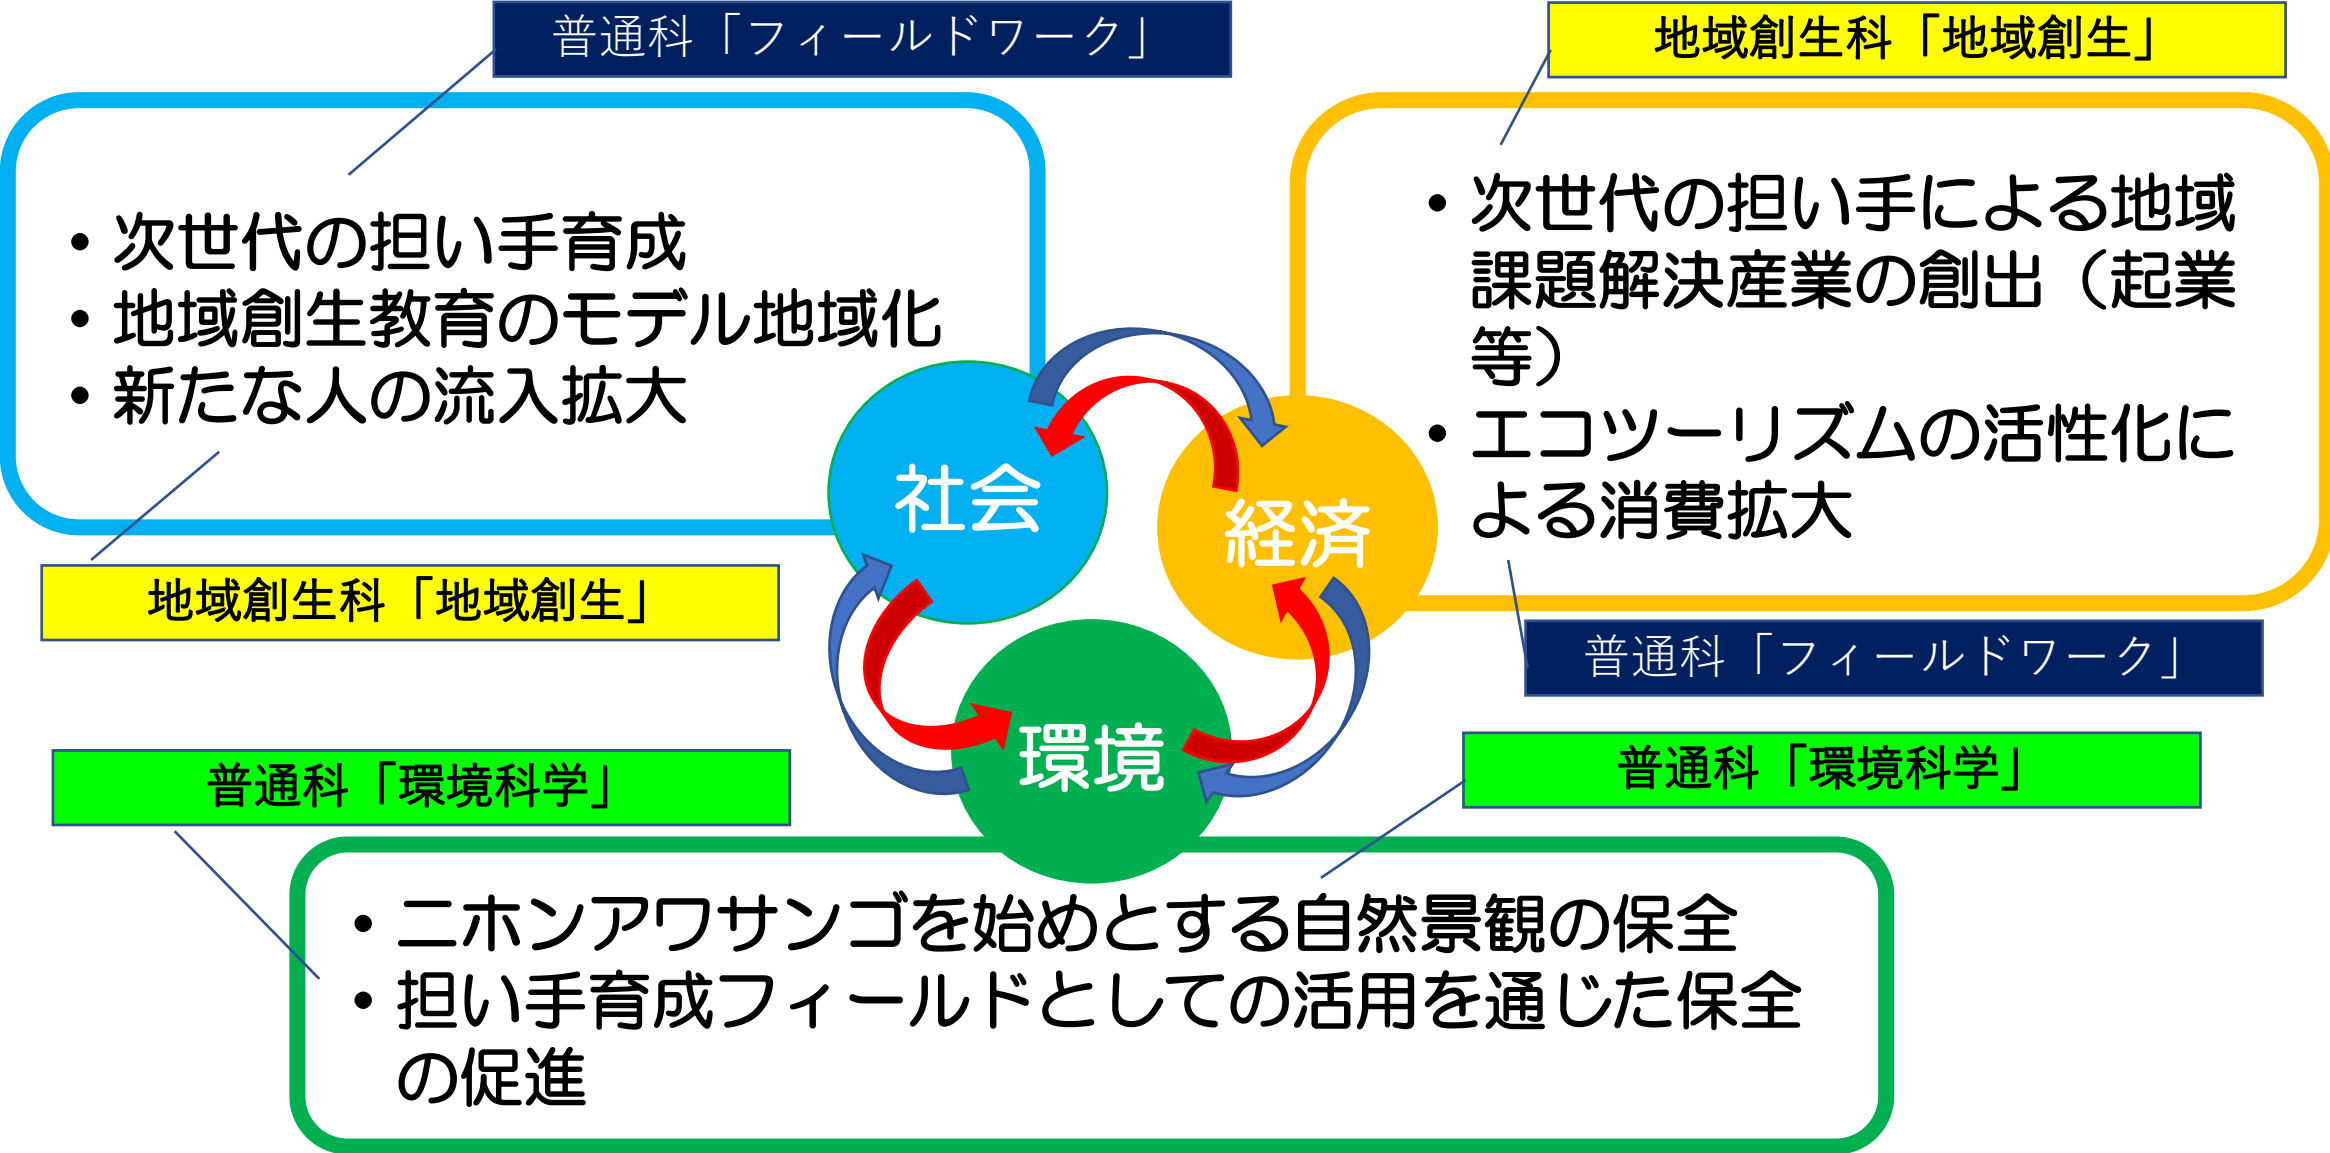 普通科「フィールドワーク」
地域創生科「地域創生」
・次世代の担い手育成
・地域創生教育のモデル地域化
・新たな人の流入拡大
・次世代の担い手による地域
課題解決産業の創出（起業
等）
・エコツーリズムの活性化に
よる消費拡大
社会
経済
環境
地域創生科「地域創生」
普通科「フィールドワーク」
普通科「環境科学」
普通科「環境科学」
・ニホンアワサンゴを始めとする自然景観の保全
・担い手育成フィールドとしての活用を通じた保全
の促進